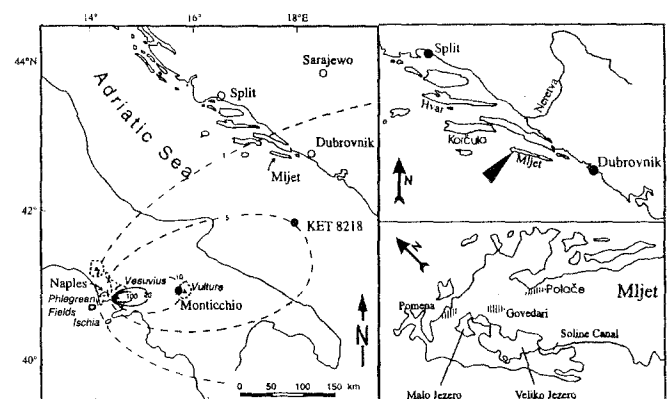 14°
16°
18°E
44°N
42°
40°
Adriatic Sea
Sarajewo
Split
Dubrovnik
Mljet
1
KET 8218
10
Vesuvius
Vulture
Naples
100
Monticchio
Phlegrean
Fields
Ischia
N
0 50 100 150 km
Split
Neretva
Hvar
Korčula
Mljet
Dubrovnik
N
N
Mljet
Polače
Pomena
Govedari
Soline Canal
Malo Jezero
Veliko Jezero